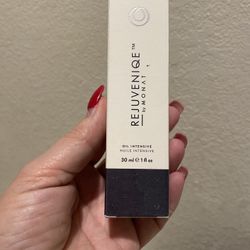 REJUVENIQE™
by MONAT
OIL INTENSIVE
HUILE INTENSIVE
30 ml ℮ 1 fl oz